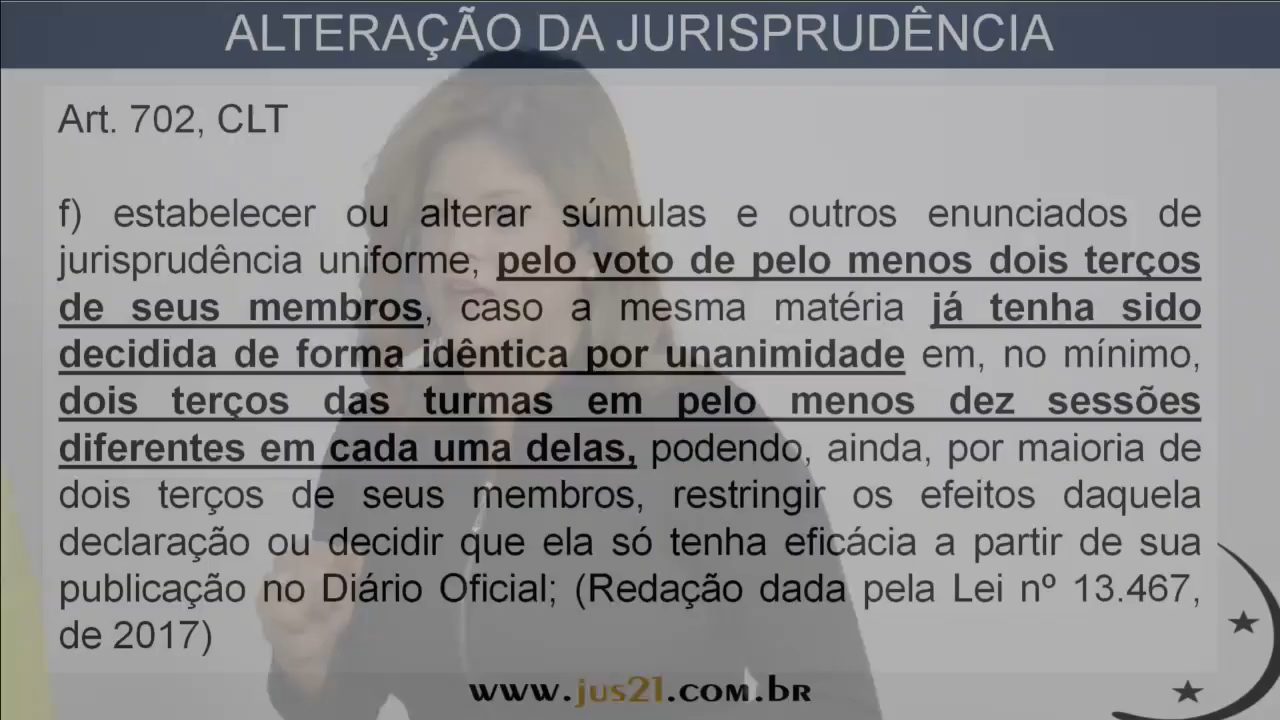 ALTERAÇÃO DA JURISPRUDÊNCIA
Art. 702, CLT
f) estabelecer ou alterar súmulas e outros enunciados de
jurisprudência uniforme, pelo voto de pelo menos dois terços
de seus membros, caso a mesma matéria já tenha sido
decidida de forma idêntica por unanimidade em, no mínimo,
dois terços das turmas em pelo menos dez sessões
diferentes em cada uma delas, podendo, ainda, por maioria de
dois terços de seus membros, restringir os efeitos daquela
declaração ou decidir que ela só tenha eficácia a partir de sua
publicação no Diário Oficial; (Redação dada pela Lei nº 13.467,
de 2017)
www.jus21.com.br